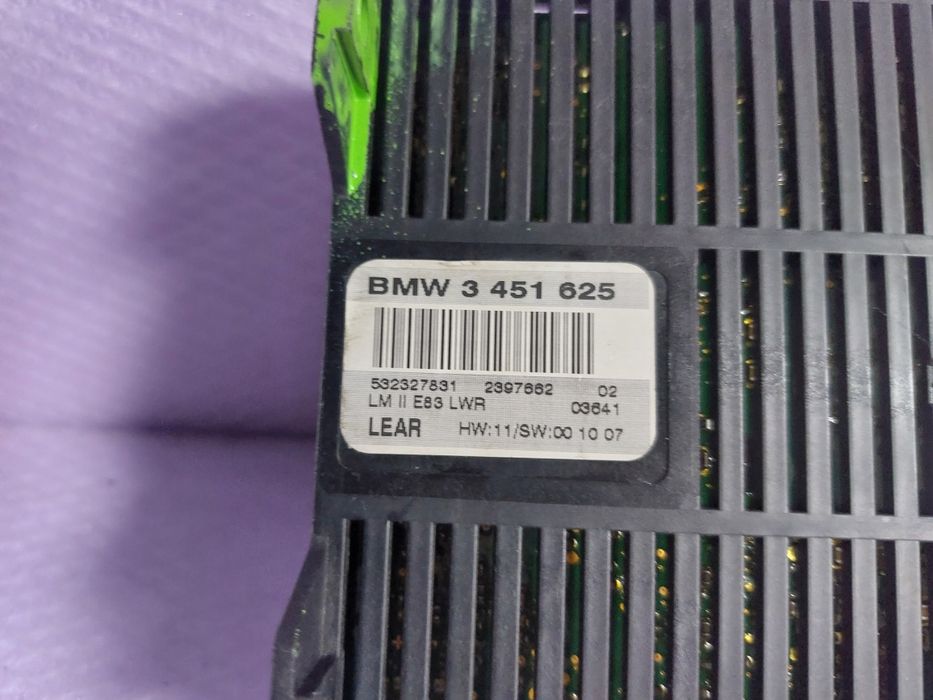 BMW 3 451 625
532327831 2397662 02
LM II E83 LWR 03641
LEAR HW:11/SW:00 10 07